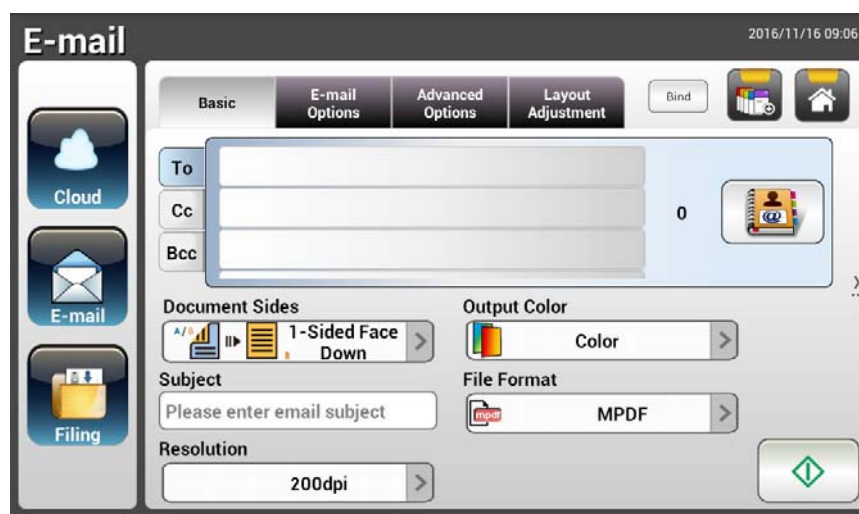 E-mail
2016/11/16 09:06
Basic
E-mail
Options
Advanced
Options
Layout
Adjustment
Bind
Cloud
E-mail
Filing
To
Cc
Bcc
0
@
Document Sides
1-Sided Face
Down
Output Color
Color
Subject
Please enter email subject
File Format
mpdf
MPDF
Resolution
200dpi